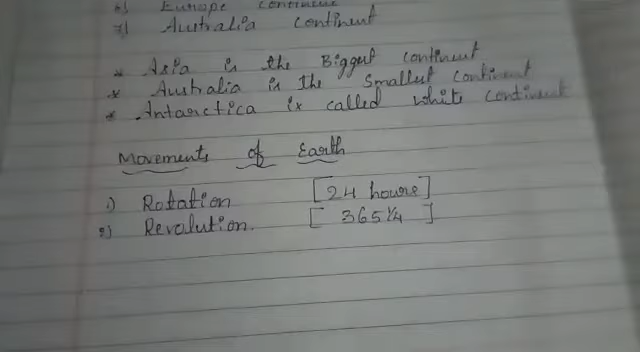 6) Europe continent
7) Australia continent
* Asia is the Biggest continent
* Australia is the Smallest continent
* Antarctica is called white continent
Movements of Earth
1) Rotation [24 houre]
2) Revolution. [365 1/4]